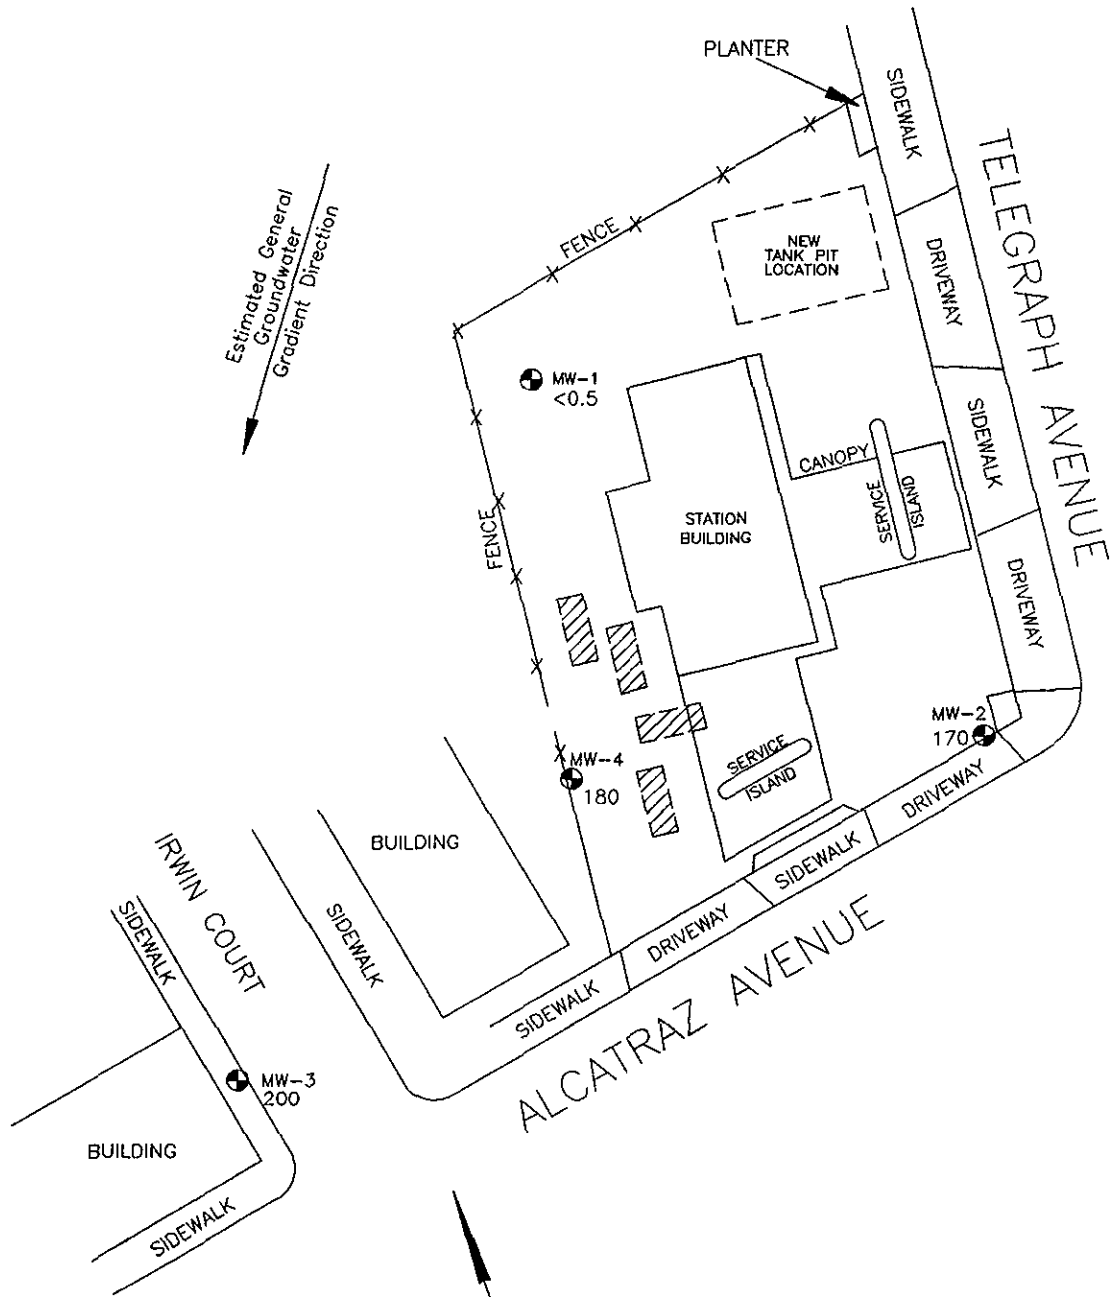 PLANTER
SIDEWALK
TELEGRAPH AVENUE
Estimated General
Groundwater
Gradient Direction
FENCE
NEW
TANK PIT
LOCATION
DRIVEWAY
MW-1
<0.5
SIDEWALK
CANOPY
SERVICE
ISLAND
FENCE
STATION
BUILDING
DRIVEWAY
MW-2
170
MW-4
180
SERVICE
ISLAND
DRIVEWAY
SIDEWALK
BUILDING
IRWIN COURT
SIDEWALK
SIDEWALK
DRIVEWAY
SIDEWALK
ALCATRAZ AVENUE
MW-3
200
BUILDING
SIDEWALK